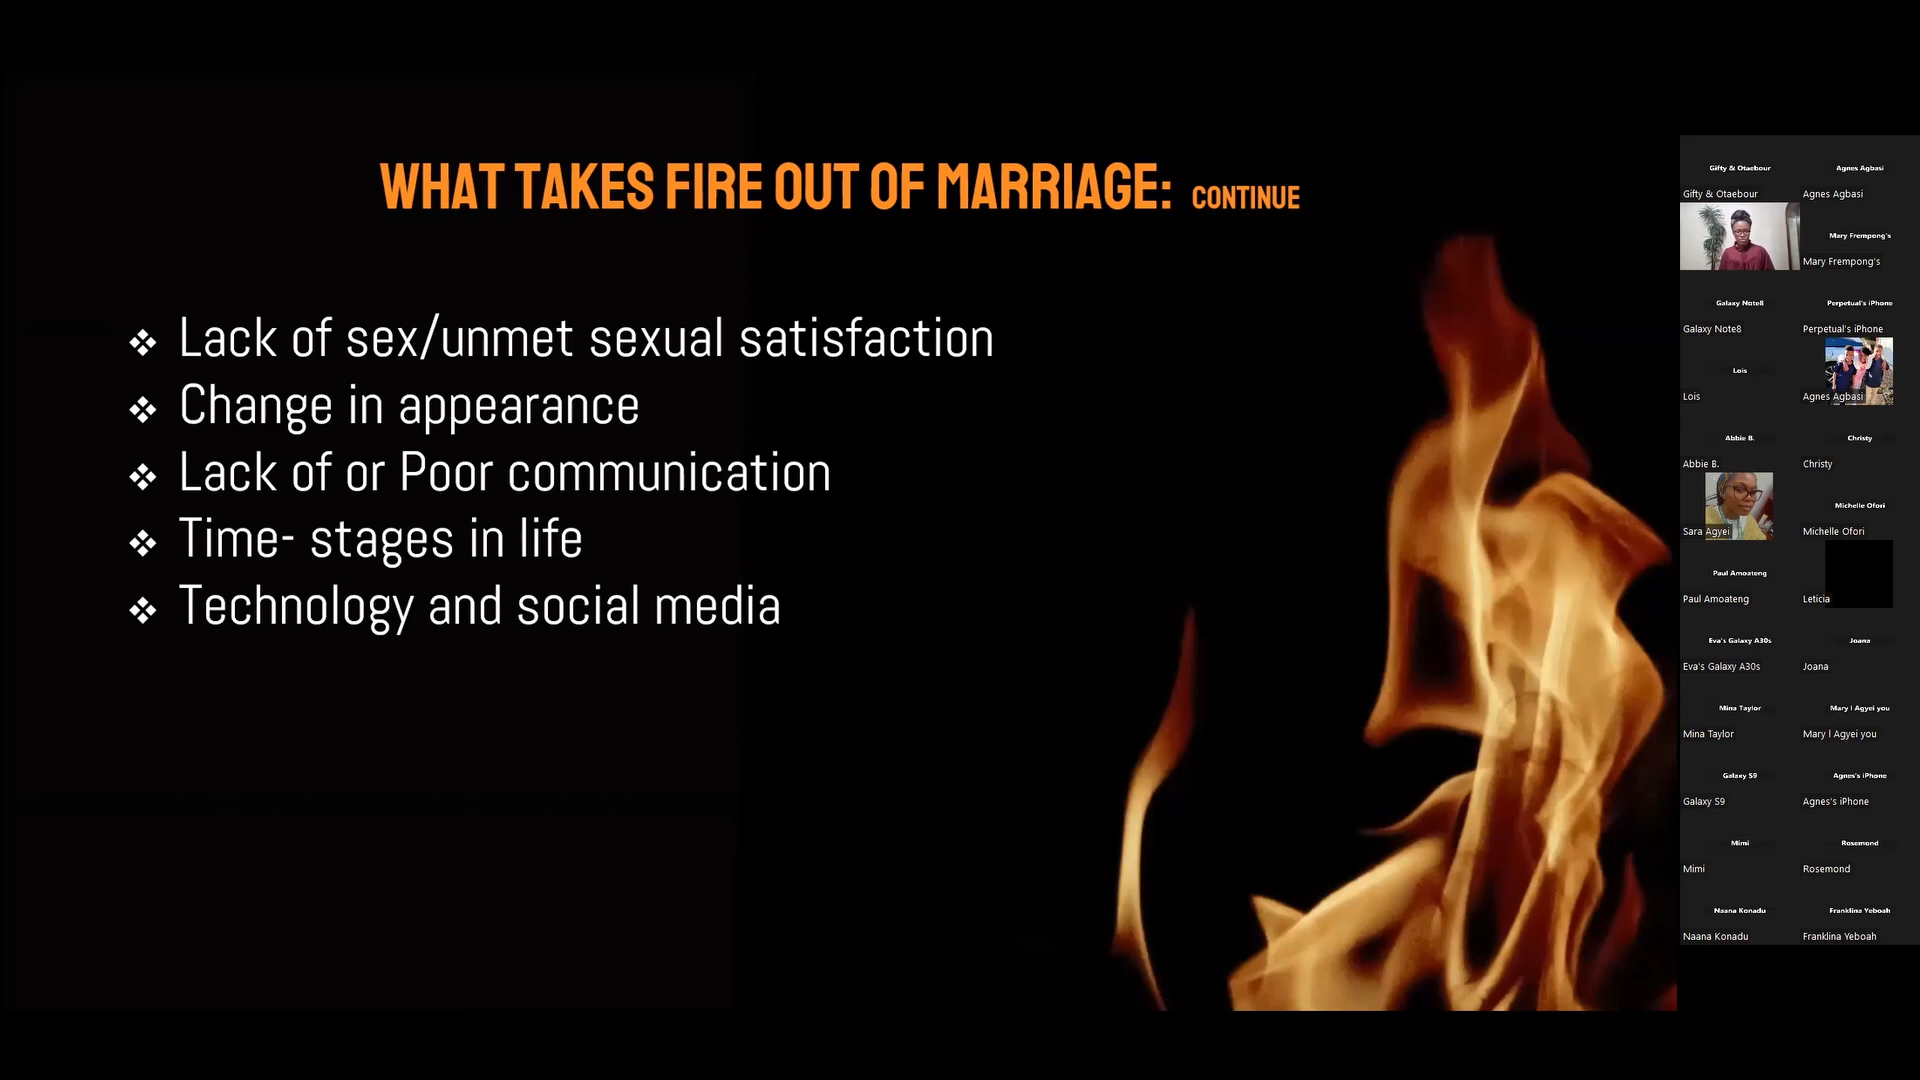 WHAT TAKES FIRE OUT OF MARRIAGE: CONTINUE
❖ Lack of sex/unmet sexual satisfaction
❖ Change in appearance
❖ Lack of or Poor communication
❖ Time- stages in life
❖ Technology and social media
Gifty & Otaebour
Agnes Agbasi
Gifty & Otaebour
Agnes Agbasi
Mary Frempong's
Mary Frempong's
Galaxy Note8
Perpetual's iPhone
Galaxy Note8
Perpetual's iPhone
Lois
Lois
Agnes Agbasi
Abbie B.
Christy
Abbie B.
Christy
Michelle Ofori
Sara Agyei
Michelle Ofori
Paul Amoateng
Paul Amoateng
Leticia
Eva's Galaxy A30s
Joana
Eva's Galaxy A30s
Joana
Mina Taylor
Mary l Agyei you
Mina Taylor
Mary l Agyei you
Galaxy S9
Agnes's iPhone
Galaxy S9
Agnes's iPhone
Mimi
Rosemond
Mimi
Rosemond
Naana Konadu
Franklina Yeboah
Naana Konadu
Franklina Yeboah